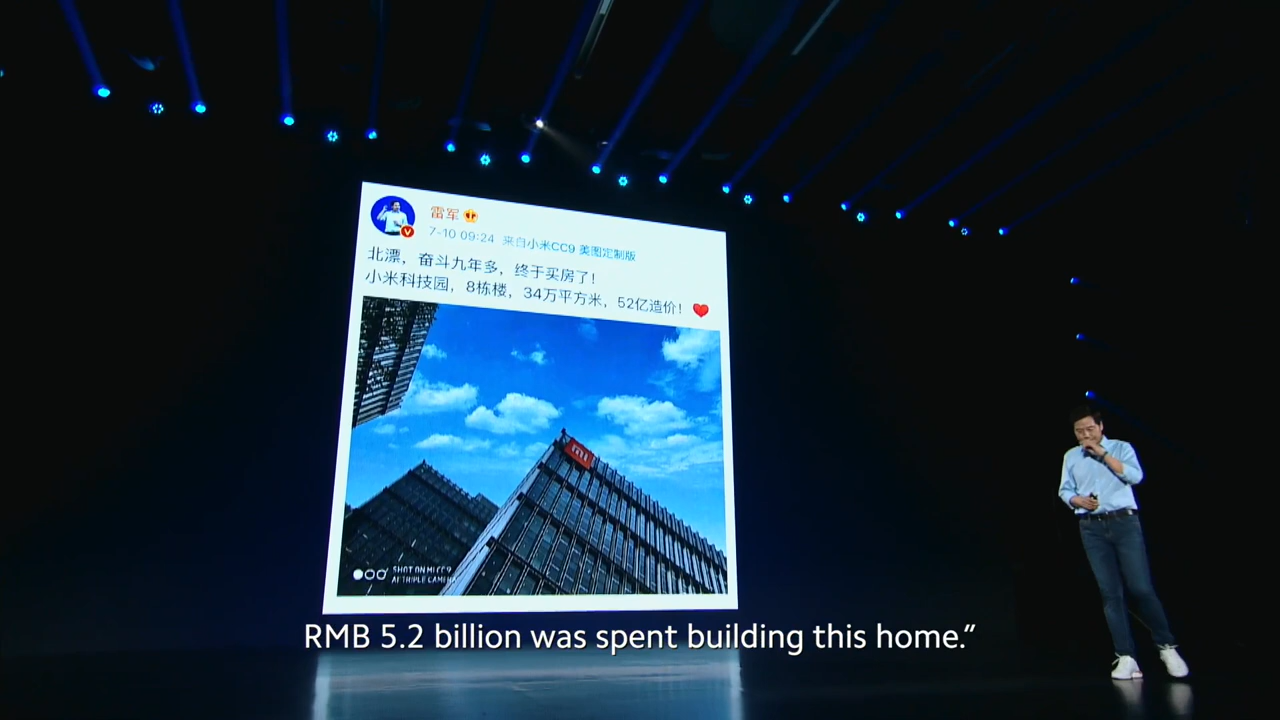 雷军
7-10 09:24 来自小米CC9 美图定制版
北漂，奋斗九年多，终于买房了！
小米科技园，8栋楼，34万平方米，52亿造价！
mi
SHOT ON MI CC9
AI TRIPLE CAMERA
RMB 5.2 billion was spent building this home.”